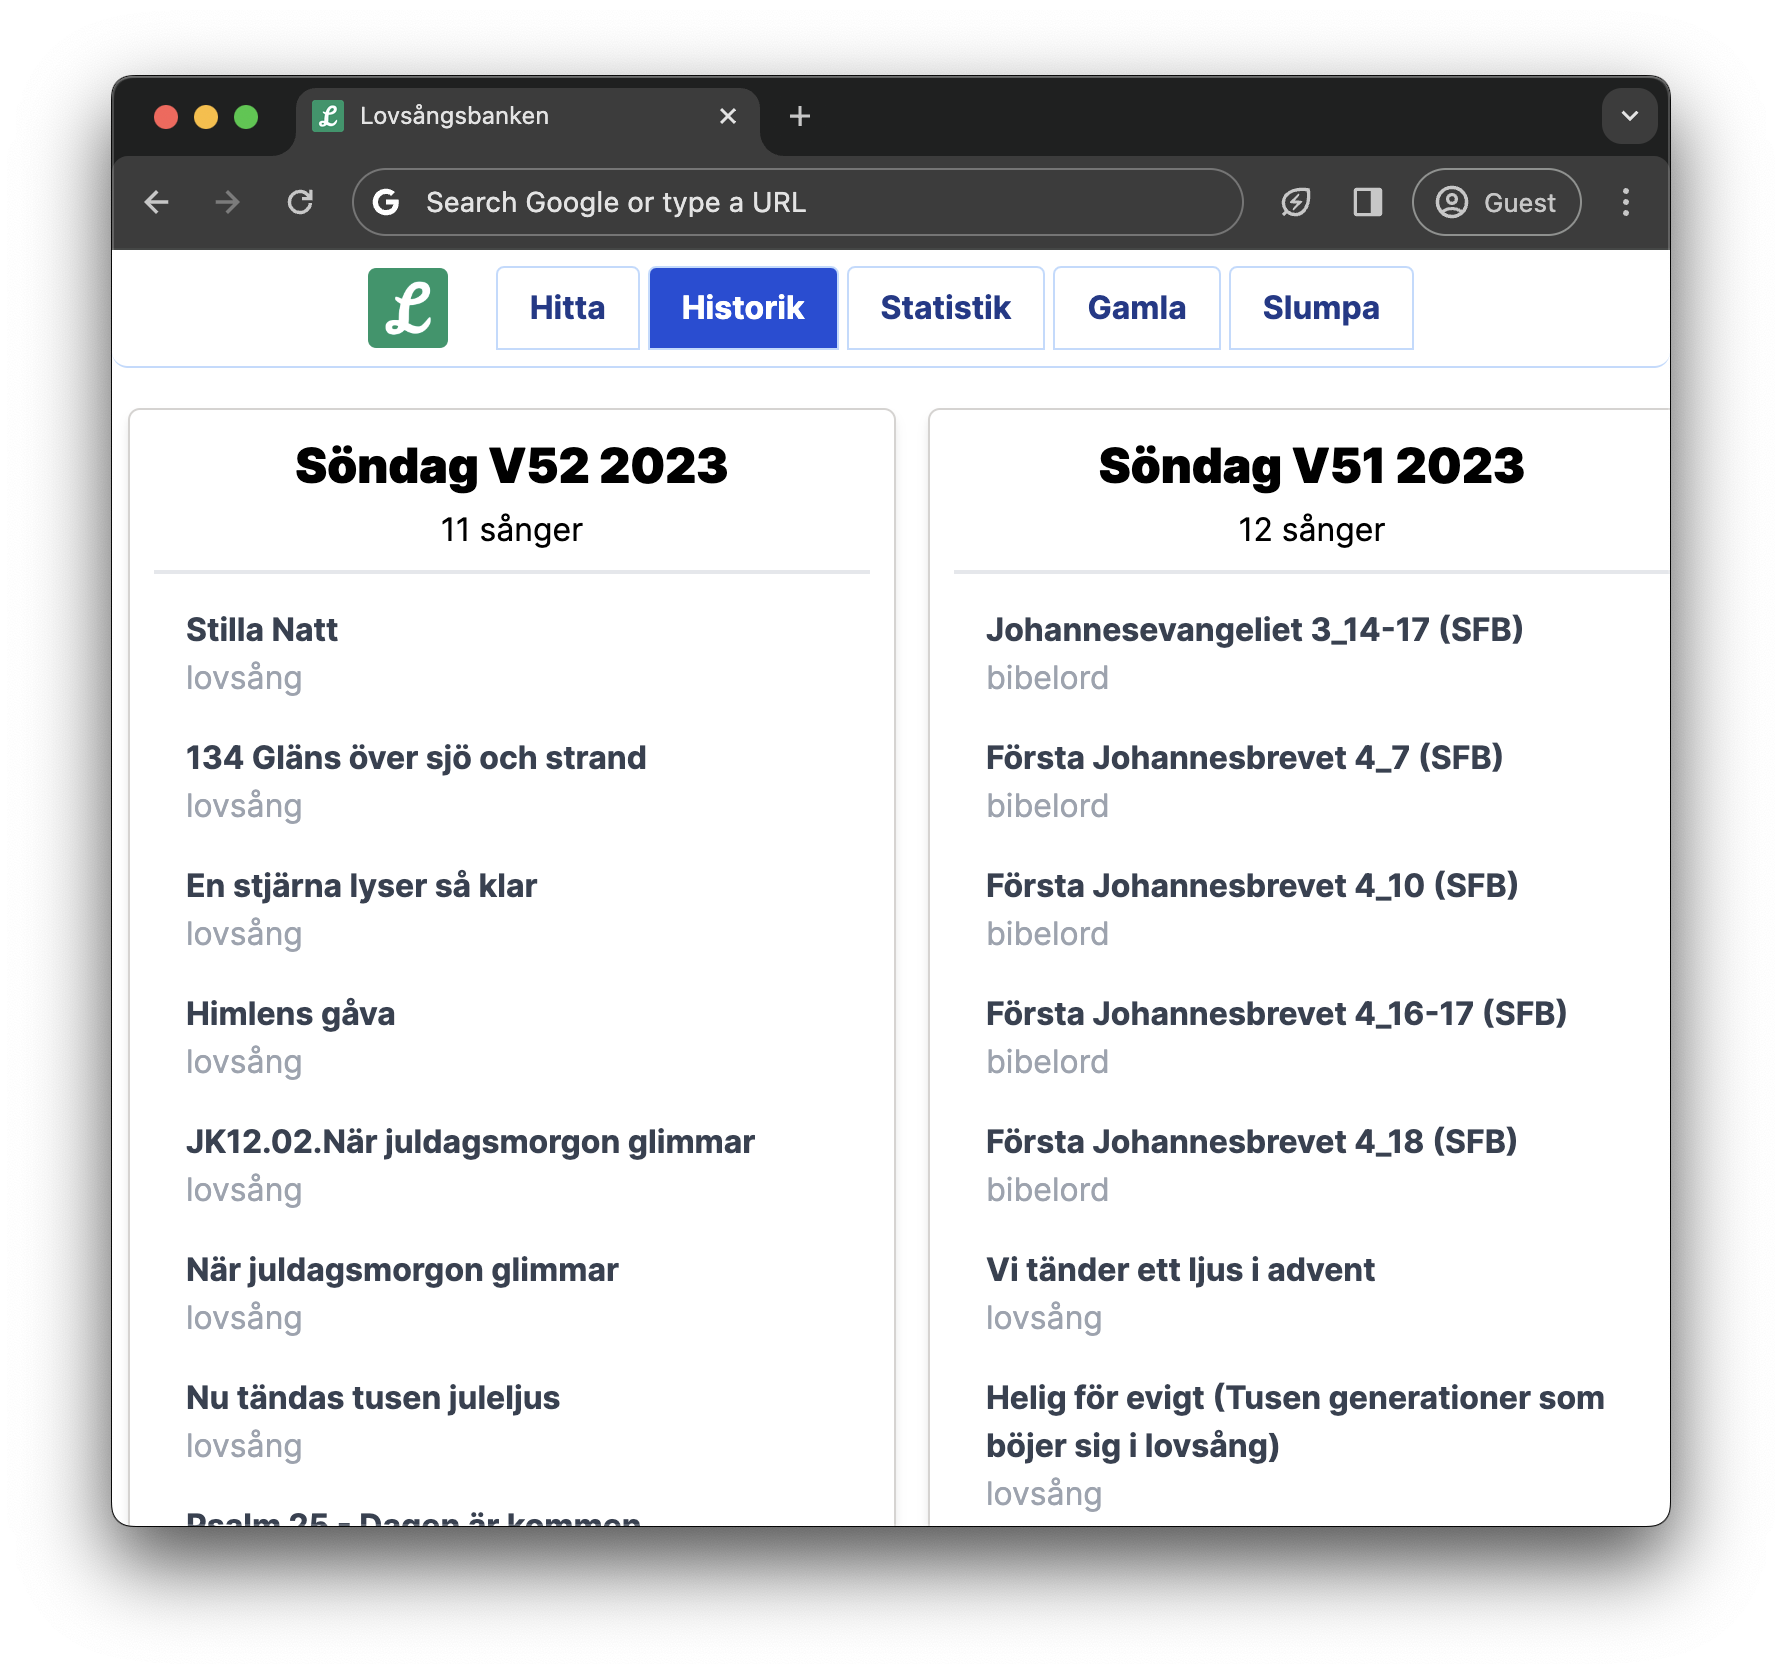 Lovsångsbanken
Search Google or type a URL
Guest
L
Hitta
Historik
Statistik
Gamla
Slumpa
Söndag V52 2023
11 sånger
Stilla Natt
lovsång
134 Gläns över sjö och strand
lovsång
En stjärna lyser så klar
lovsång
Himlens gåva
lovsång
JK12.02.När juldagsmorgon glimmar
lovsång
När juldagsmorgon glimmar
lovsång
Nu tändas tusen juleljus
lovsång
Psalm 25 - Dagen är kommen
Söndag V51 2023
12 sånger
Johannesevangeliet 3_14-17 (SFB)
bibelord
Första Johannesbrevet 4_7 (SFB)
bibelord
Första Johannesbrevet 4_10 (SFB)
bibelord
Första Johannesbrevet 4_16-17 (SFB)
bibelord
Första Johannesbrevet 4_18 (SFB)
bibelord
Vi tänder ett ljus i advent
lovsång
Helig för evigt (Tusen generationer som
böjer sig i lovsång)
lovsång